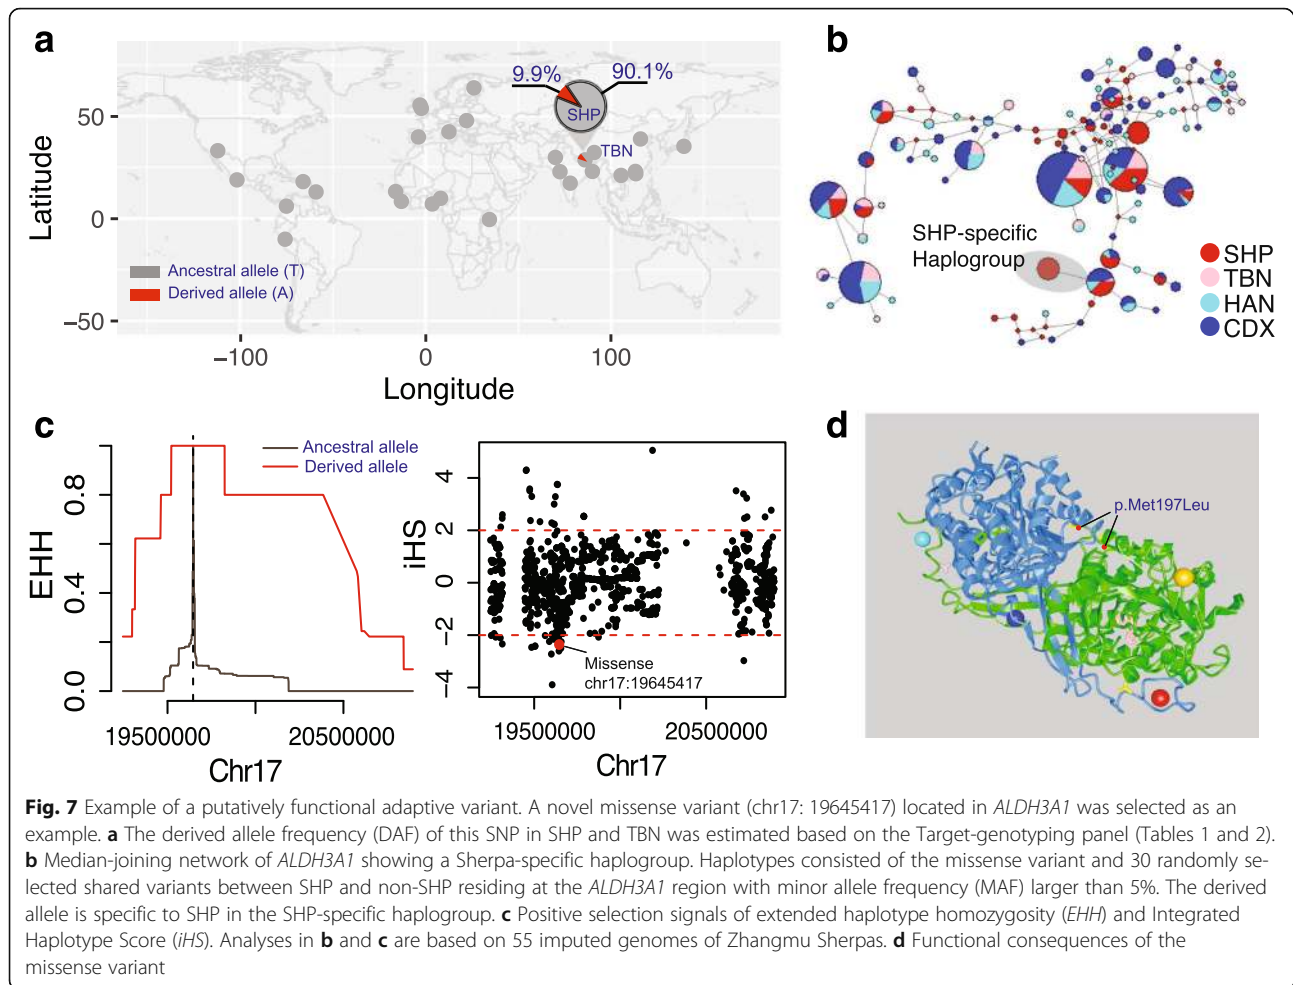 a
9.9%
90.1%
SHP
TBN
50
0
−50
Latitude
Ancestral allele (T)
Derived allele (A)
−100
0
100
Longitude
b
SHP-specific
Haplogroup
SHP
TBN
HAN
CDX
c
Ancestral allele
Derived allele
0.8
0.4
0.0
EHH
19500000
20500000
Chr17
4
2
0
−2
−4
iHS
Missense
chr17:19645417
19500000
20500000
Chr17
d
p.Met197Leu
Fig. 7 Example of a putatively functional adaptive variant. A novel missense variant (chr17: 19645417) located in ALDH3A1 was selected as an
example. a The derived allele frequency (DAF) of this SNP in SHP and TBN was estimated based on the Target-genotyping panel (Tables 1 and 2).
b Median-joining network of ALDH3A1 showing a Sherpa-specific haplogroup. Haplotypes consisted of the missense variant and 30 randomly se-
lected shared variants between SHP and non-SHP residing at the ALDH3A1 region with minor allele frequency (MAF) larger than 5%. The derived
allele is specific to SHP in the SHP-specific haplogroup. c Positive selection signals of extended haplotype homozygosity (EHH) and Integrated
Haplotype Score (iHS). Analyses in b and c are based on 55 imputed genomes of Zhangmu Sherpas. d Functional consequences of the
missense variant